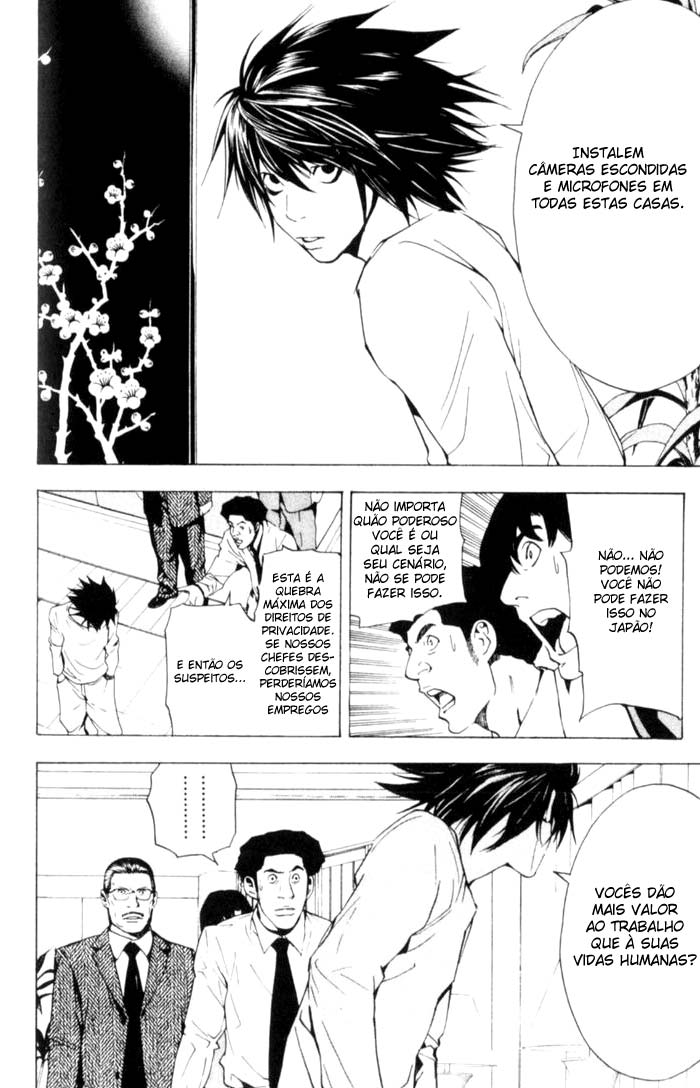 INSTALEM
CÂMERAS ESCONDIDAS
E MICROFONES EM
TODAS ESTAS CASAS.
NÃO... NÃO
PODEMOS!
VOCÊ NÃO
PODE FAZER
ISSO NO
JAPÃO!
NÃO IMPORTA
QUÃO PODEROSO
VOCÊ É OU
QUAL SEJA
SEU CENÁRIO,
NÃO SE PODE
FAZER ISSO.
ESTA É A
QUEBRA
MÁXIMA DOS
DIREITOS DE
PRIVACIDADE.
SE NOSSOS
CHEFES DES-
COBRISSEM,
PERDERÍAMOS
NOSSOS
EMPREGOS
E ENTÃO OS
SUSPEITOS...
VOCÊS DÃO
MAIS VALOR
AO TRABALHO
QUE À SUAS
VIDAS HUMANAS?